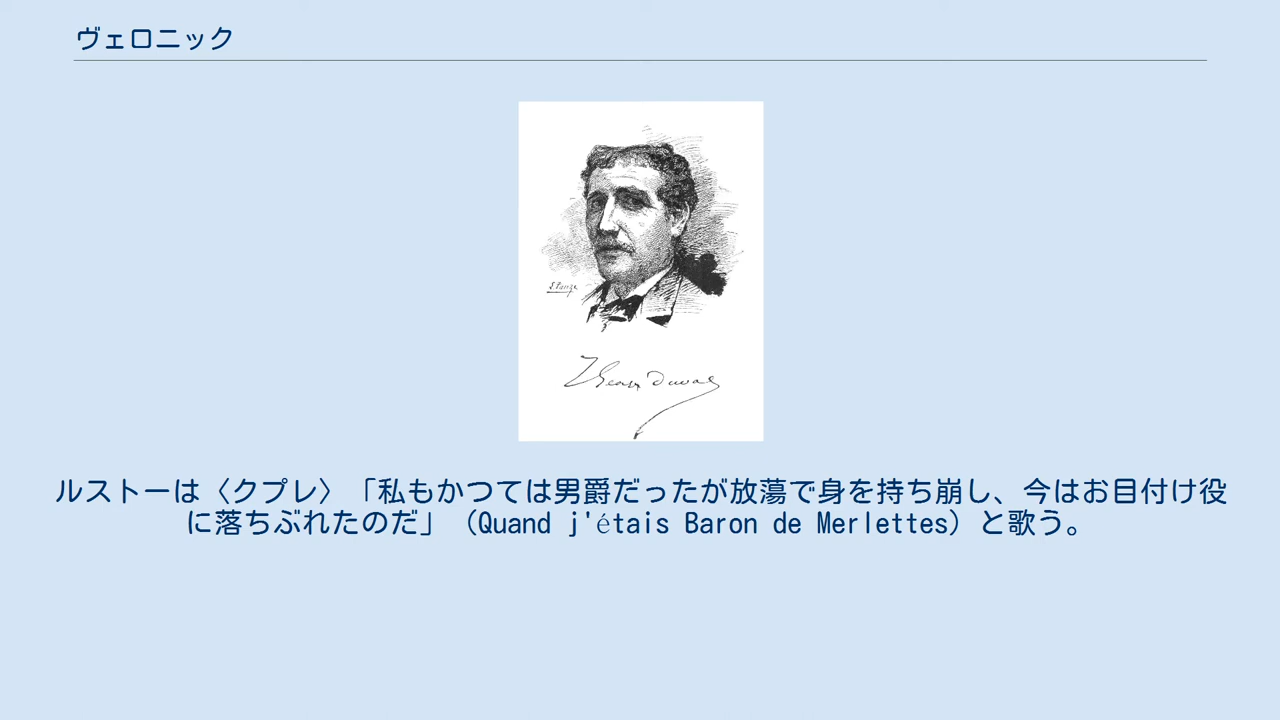 ヴェロニック
ルストーは〈クプレ〉「私もかつては男爵だったが放蕩で身を持ち崩し、今はお目付け役
に落ちぶれたのだ」（Quand j'étais Baron de Merlettes）と歌う。